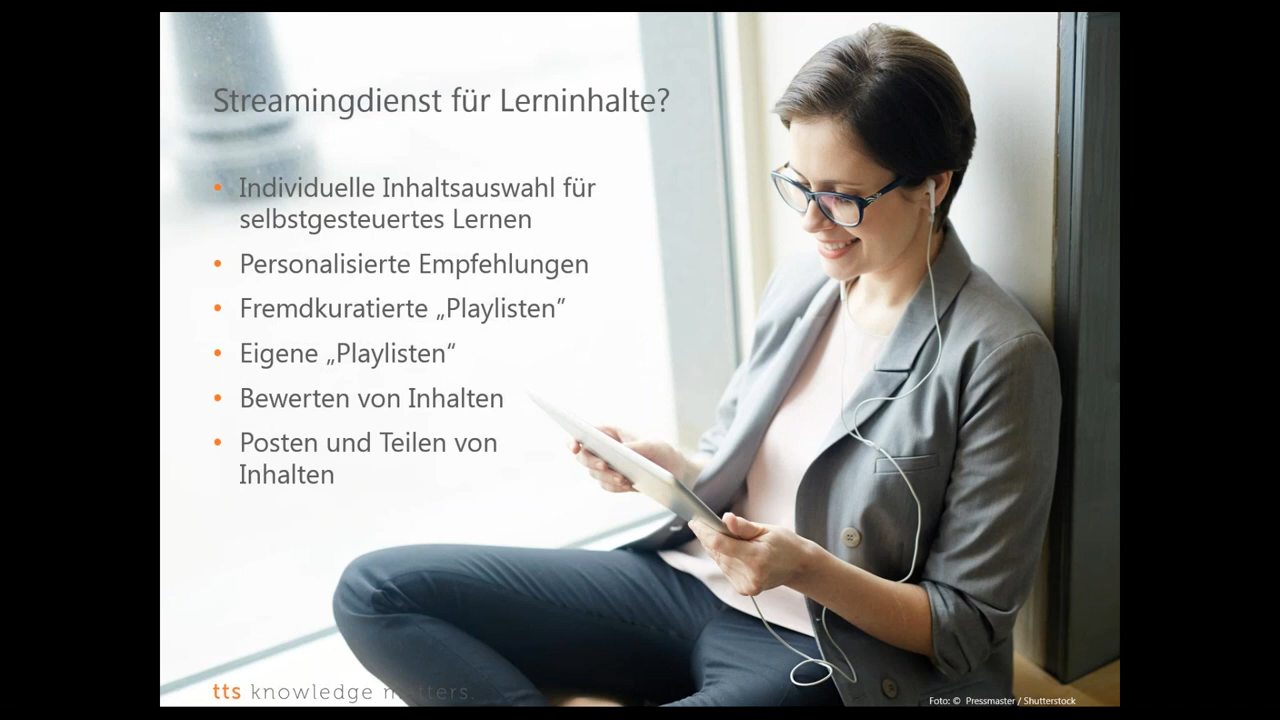 Streamingdienst für Lerninhalte?
• Individuelle Inhaltsauswahl für
selbstgesteuertes Lernen
• Personalisierte Empfehlungen
• Fremdkuratierte „Playlisten“
• Eigene „Playlisten“
• Bewerten von Inhalten
• Posten und Teilen von
Inhalten
tts knowledge matters.
Foto: © Pressmaster / Shutterstock